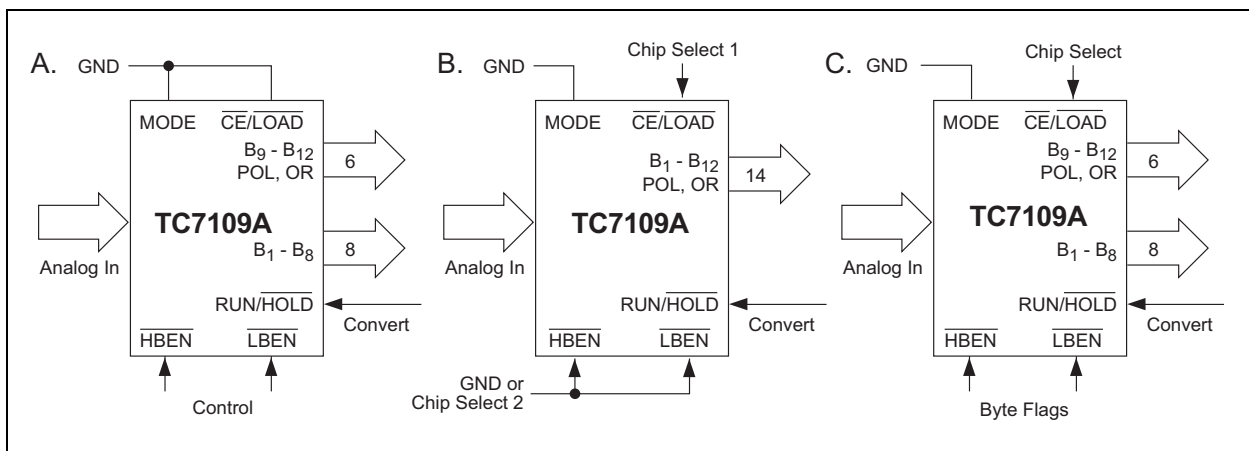 A.
GND
MODE
CE/LOAD
B9 - B12
POL, OR
6
TC7109A
Analog In
B1 - B8
8
RUN/HOLD
Convert
HBEN
LBEN
Control
B.
GND
Chip Select 1
MODE
CE/LOAD
B1 - B12
POL, OR
14
TC7109A
Analog In
RUN/HOLD
Convert
HBEN
LBEN
GND or
Chip Select 2
C.
GND
Chip Select
MODE
CE/LOAD
B9 - B12
POL, OR
6
TC7109A
Analog In
B1 - B8
8
RUN/HOLD
Convert
HBEN
LBEN
Byte Flags